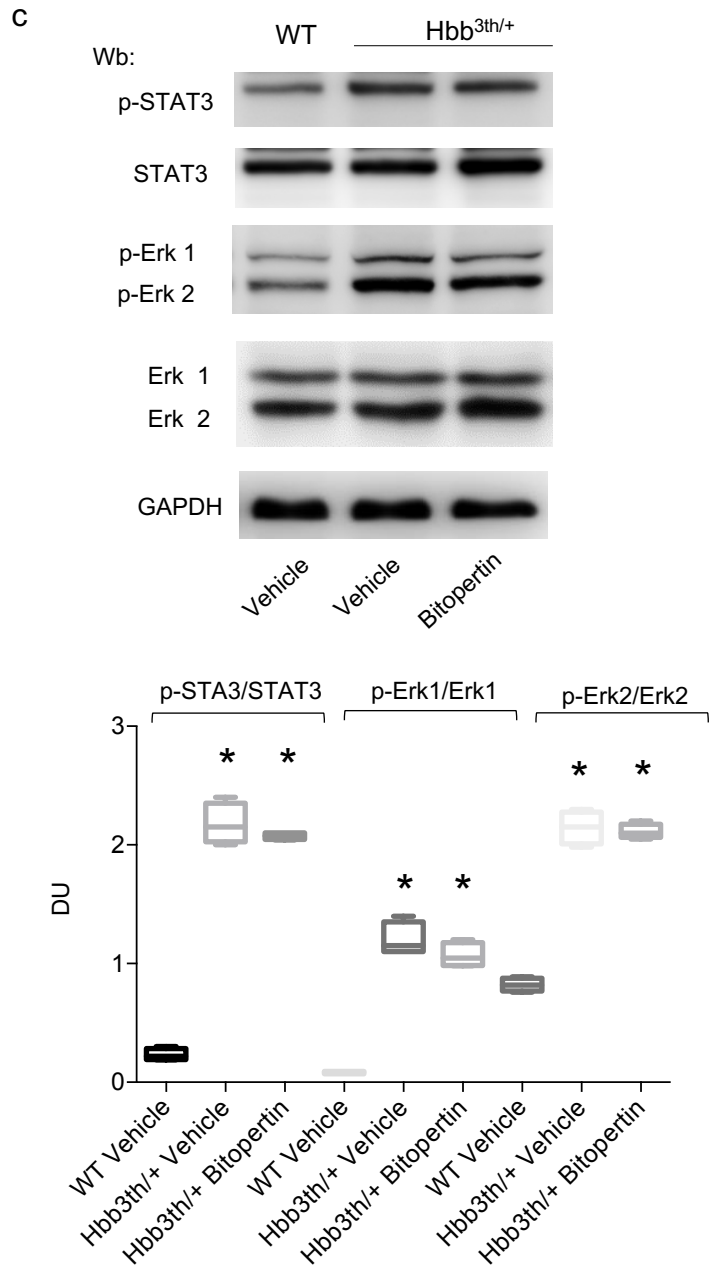 c
WT Hbb3th/+
Wb:
p-STAT3
STAT3
p-Erk 1
p-Erk 2
Erk 1
Erk 2
GAPDH
Vehicle Vehicle Bitopertin
p-STA3/STAT3 p-Erk1/Erk1 p-Erk2/Erk2
3
* *
* *
2
* *
DU
1
0
WT Vehicle
Hbb3th/+ Vehicle
Hbb3th/+ Bitopertin
WT Vehicle
Hbb3th/+ Vehicle
Hbb3th/+ Bitopertin
WT Vehicle
Hbb3th/+ Vehicle
Hbb3th/+ Bitopertin